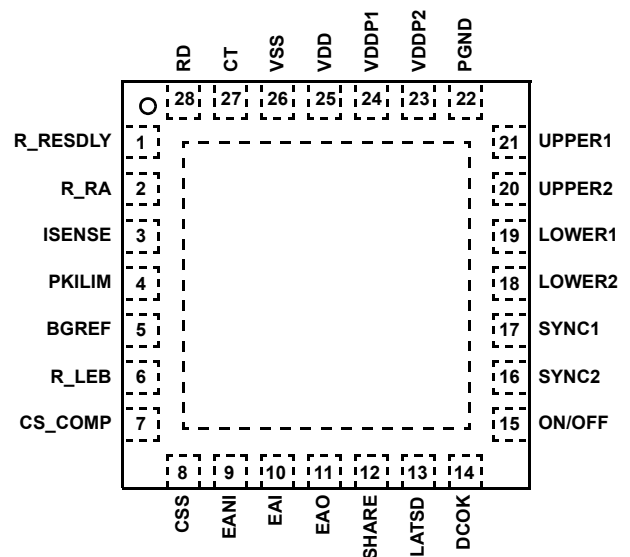 RD CT VSS VDD VDDP1 VDDP2 PGND
28 27 26 25 24 23 22
R_RESDLY 1 21 UPPER1
R_RA 2 20 UPPER2
ISENSE 3 19 LOWER1
PKILIM 4 18 LOWER2
BGREF 5 17 SYNC1
R_LEB 6 16 SYNC2
CS_COMP 7 15 ON/OFF
8 9 10 11 12 13 14
CSS EANI EAI EAO SHARE LATSD DCOK